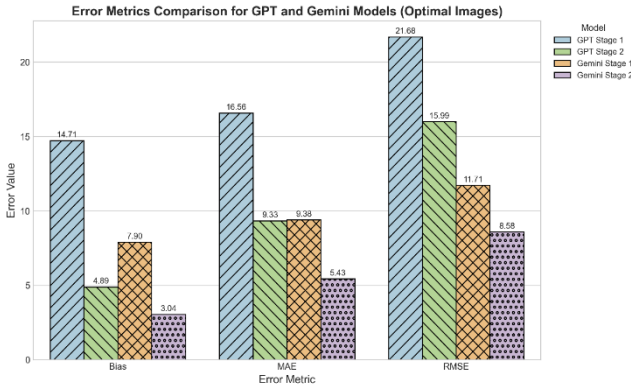 Error Metrics Comparison for GPT and Gemini Models (Optimal Images)
Model
GPT Stage 1
GPT Stage 2
Gemini Stage 1
Gemini Stage 2
Error Value
20
15
10
5
0
14.71
4.89
7.90
3.04
16.56
9.33
9.38
5.43
21.68
15.99
11.71
8.58
Bias
MAE
RMSE
Error Metric